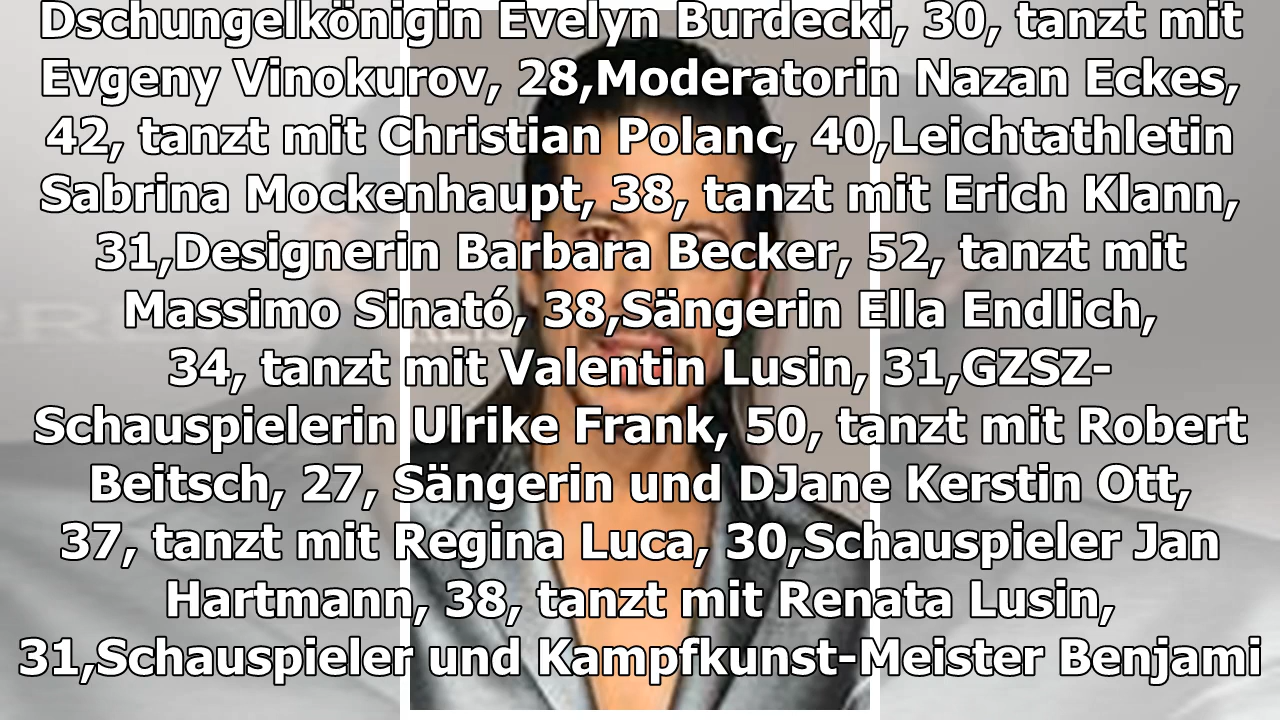 Dschungelkönigin Evelyn Burdecki, 30, tanzt mit
Evgeny Vinokurov, 28,Moderatorin Nazan Eckes,
42, tanzt mit Christian Polanc, 40,Leichtathletin
Sabrina Mockenhaupt, 38, tanzt mit Erich Klann,
31,Designerin Barbara Becker, 52, tanzt mit
Massimo Sinató, 38,Sängerin Ella Endlich,
34, tanzt mit Valentin Lusin, 31,GZSZ-
Schauspielerin Ulrike Frank, 50, tanzt mit Robert
Beitsch, 27, Sängerin und DJane Kerstin Ott,
37, tanzt mit Regina Luca, 30,Schauspieler Jan
Hartmann, 38, tanzt mit Renata Lusin,
31,Schauspieler und Kampfkunst-Meister Benjami